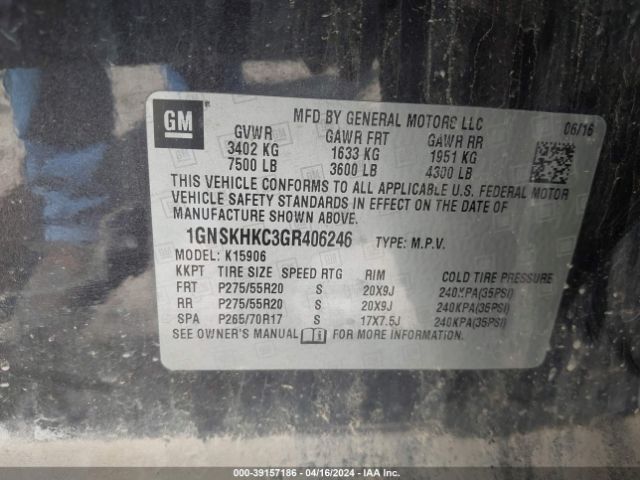 GM
MFD BY GENERAL MOTORS LLC
06/16
GVWR GAWR FRT GAWR RR
3402 KG 1633 KG 1951 KG
7500 LB 3600 LB 4300 LB
THIS VEHICLE CONFORMS TO ALL APPLICABLE U.S. FEDERAL MOTOR
VEHICLE SAFETY STANDARDS IN EFFECT ON THE DATE OF
MANUFACTURE SHOWN ABOVE.
1GNSKHKC3GR406246 TYPE: M.P.V.
MODEL: K15906
KKPT TIRE SIZE SPEED RTG RIM COLD TIRE PRESSURE
FRT P275/55R20 S 20X9J 240KPA(35PSI)
RR P275/55R20 S 20X9J 240KPA(35PSI)
SPA P265/70R17 S 17X7.5J 240KPA(35PSI)
SEE OWNER'S MANUAL FOR MORE INFORMATION.
000-39157186 - 04/16/2024 - IAA Inc.